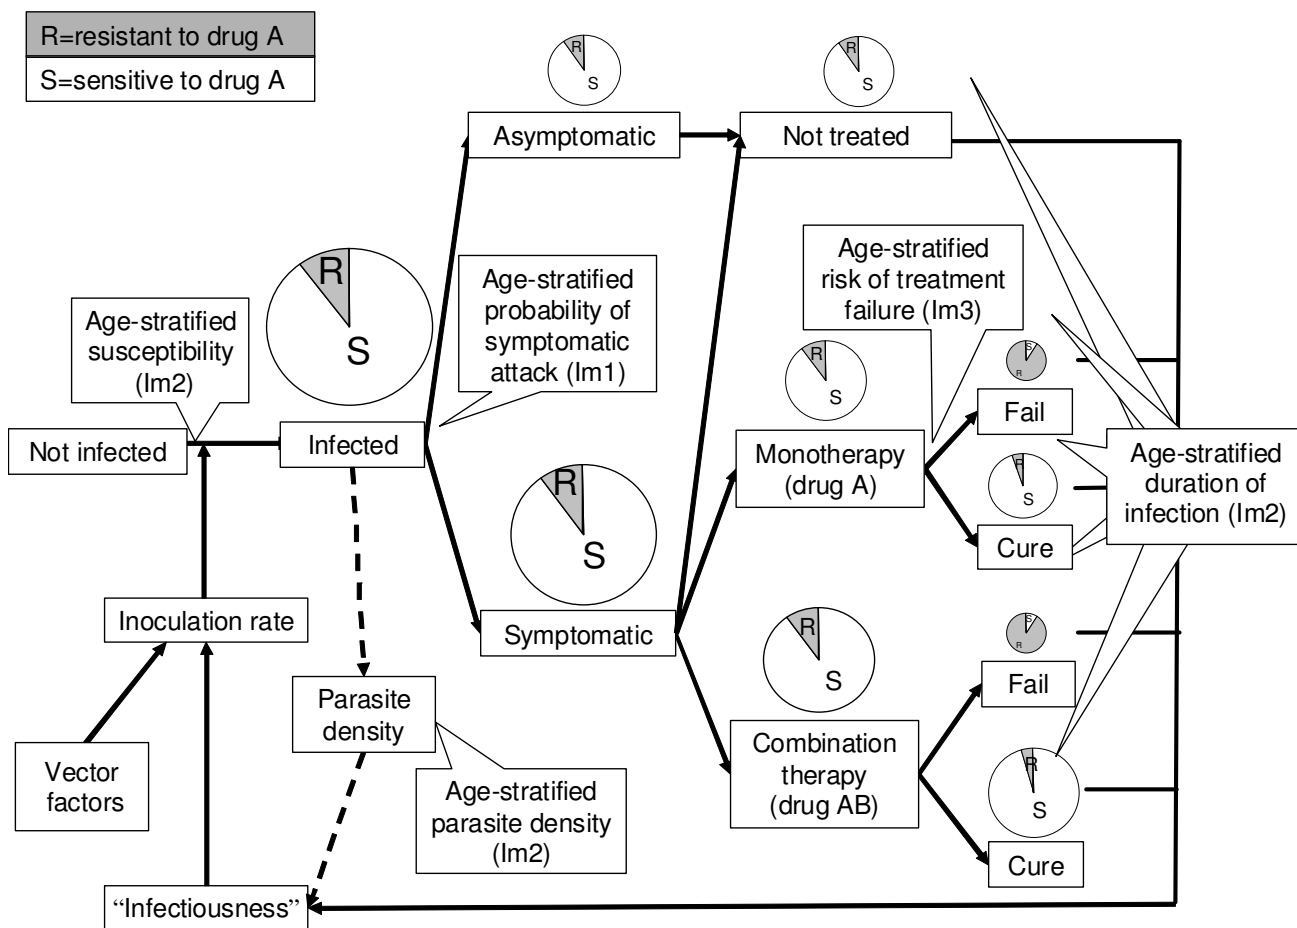 R=resistant to drug A
S=sensitive to drug A
R
S
Asymptomatic
R
S
Not treated
Age-stratified
susceptibility
(Im2)
R
S
Age-stratified
probability of
symptomatic
attack (Im1)
Age-stratified
risk of treatment
failure (Im3)
Not infected
Infected
R
S
Symptomatic
R
S
Monotherapy
(drug A)
S
R
Fail
R
S
Cure
Age-stratified
duration of
infection (Im2)
Inoculation rate
Vector
factors
Parasite
density
Age-stratified
parasite density
(Im2)
R
S
Combination
therapy
(drug AB)
S
R
Fail
R
S
Cure
“Infectiousness”